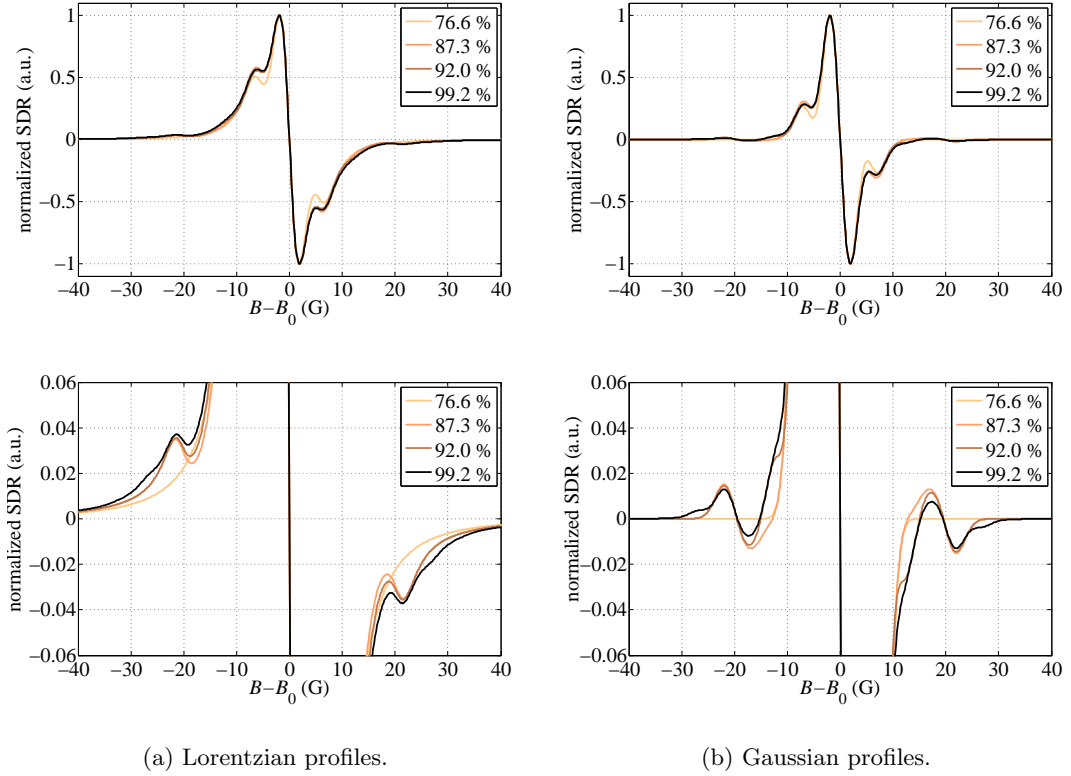 normalized SDR (a.u.)
1
0.5
0
−0.5
−1
76.6 %
87.3 %
92.0 %
99.2 %
−40 −30 −20 −10 0 10 20 30 40
B−B0 (G)
normalized SDR (a.u.)
1
0.5
0
−0.5
−1
76.6 %
87.3 %
92.0 %
99.2 %
−40 −30 −20 −10 0 10 20 30 40
B−B0 (G)
normalized SDR (a.u.)
0.06
0.04
0.02
0
−0.02
−0.04
−0.06
76.6 %
87.3 %
92.0 %
99.2 %
−40 −30 −20 −10 0 10 20 30 40
B−B0 (G)
normalized SDR (a.u.)
0.06
0.04
0.02
0
−0.02
−0.04
−0.06
76.6 %
87.3 %
92.0 %
99.2 %
−40 −30 −20 −10 0 10 20 30 40
B−B0 (G)
(a) Lorentzian profiles.
(b) Gaussian profiles.